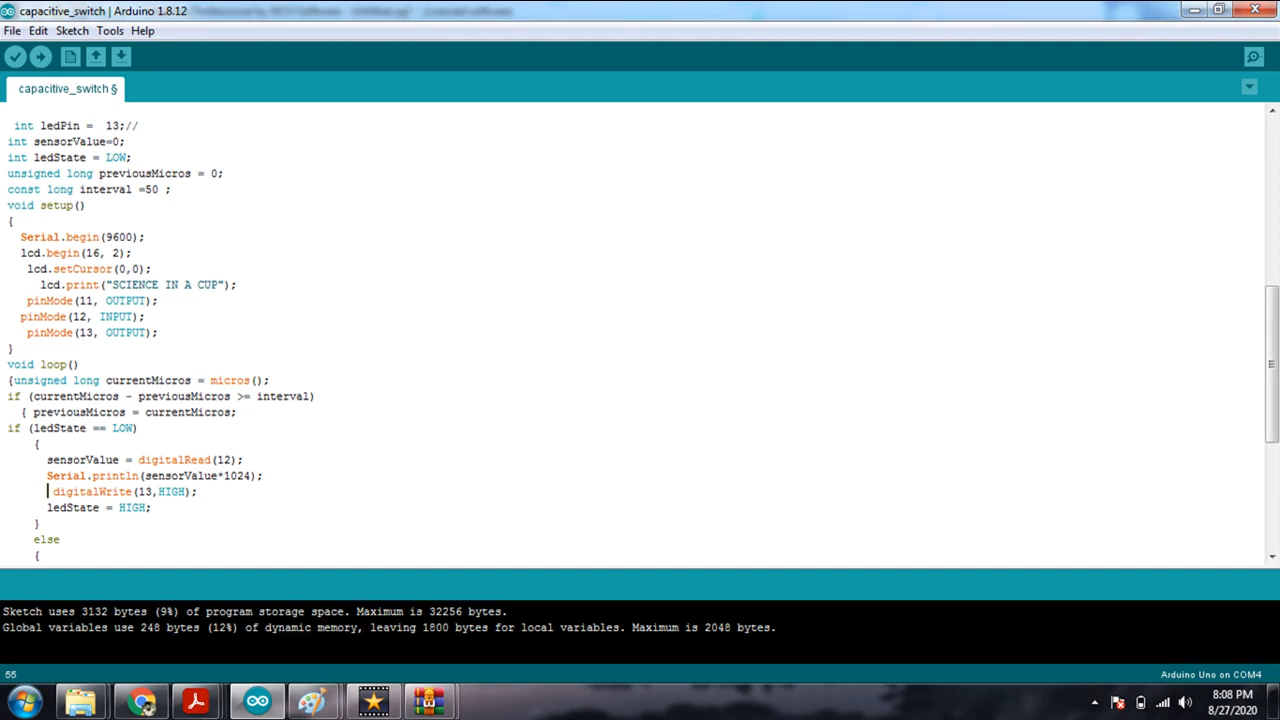 capacitive_switch | Arduino 1.8.12
File Edit Sketch Tools Help
capacitive_switch §
int ledPin =  13;//
int sensorValue=0;
int ledState = LOW;
unsigned long previousMicros = 0;
const long interval =50 ;
void setup()
{
Serial.begin(9600);
lcd.begin(16, 2);
lcd.setCursor(0,0);
lcd.print("SCIENCE IN A CUP");
pinMode(11, OUTPUT);
pinMode(12, INPUT);
pinMode(13, OUTPUT);
}
void loop()
{unsigned long currentMicros = micros();
if (currentMicros - previousMicros >= interval)
{ previousMicros = currentMicros;
if (ledState == LOW)
{
sensorValue = digitalRead(12);
Serial.println(sensorValue*1024);
digitalWrite(13,HIGH);
ledState = HIGH;
}
else
{
Sketch uses 3132 bytes (9%) of program storage space. Maximum is 32256 bytes.
Global variables use 248 bytes (12%) of dynamic memory, leaving 1800 bytes for local variables. Maximum is 2048 bytes.
55
Arduino Uno on COM4
8:08 PM
8/27/2020